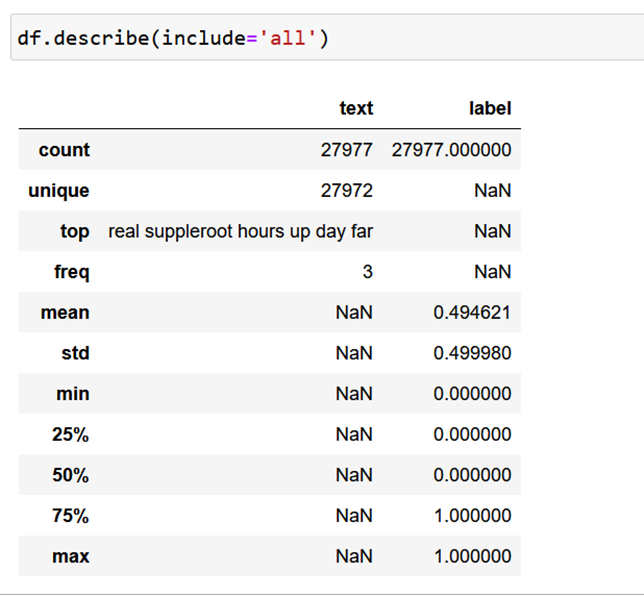 df.describe(include='all')
text label
count 27977 27977.000000
unique 27972 NaN
top real suppleroot hours up day far NaN
freq 3 NaN
mean NaN 0.494621
std NaN 0.499980
min NaN 0.000000
25% NaN 0.000000
50% NaN 0.000000
75% NaN 1.000000
max NaN 1.000000